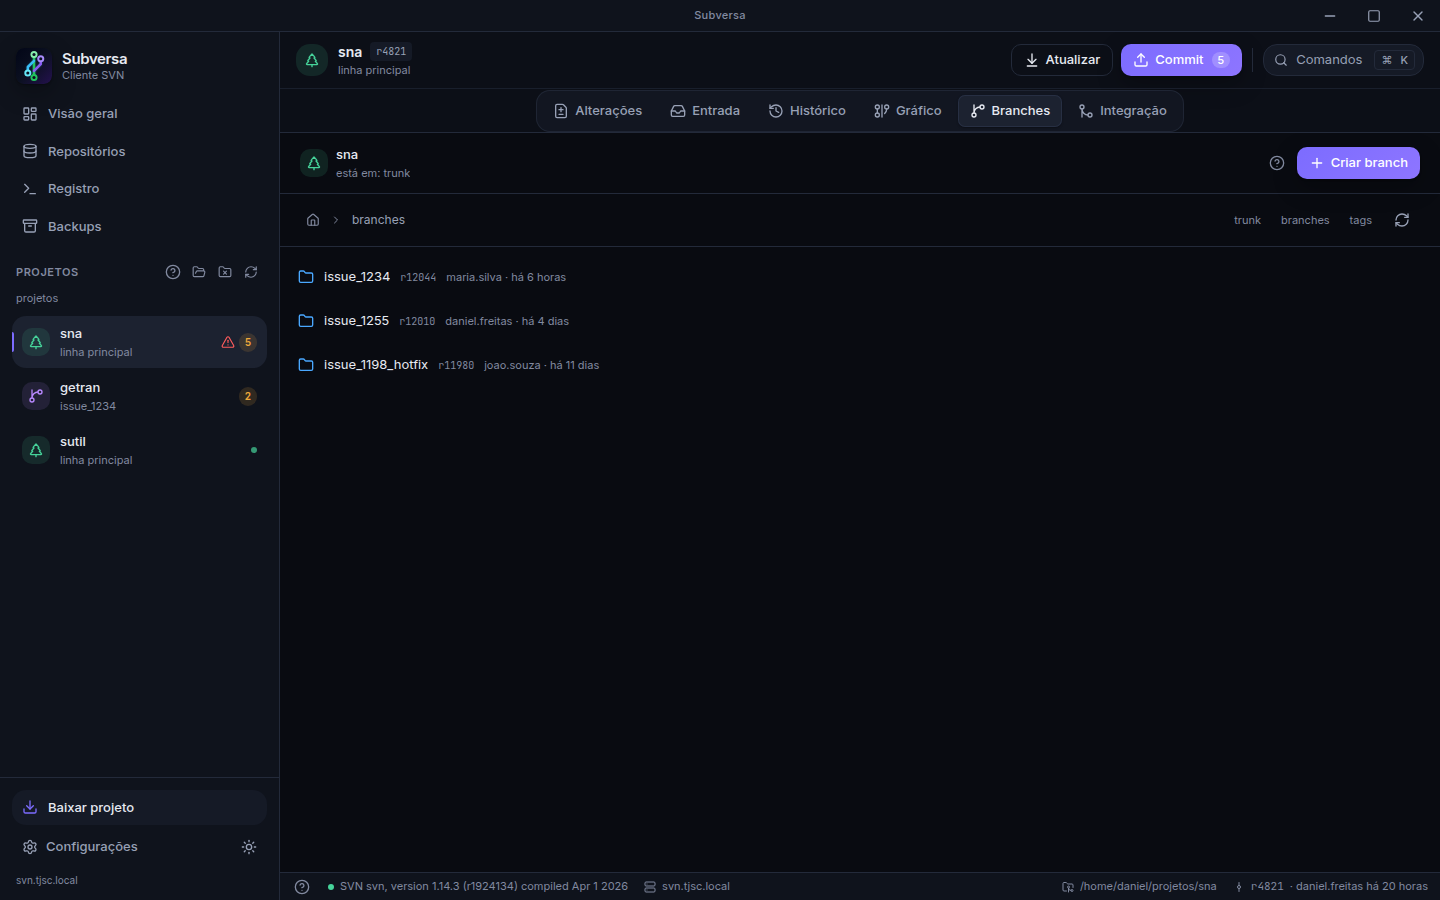 Subversa
Subversa
Cliente SVN
Visão geral
Repositórios
Registro
Backups
PROJETOS
projetos
sna
linha principal
5
getran
issue_1234
2
sutil
linha principal
Baixar projeto
Configurações
svn.tjsc.local
sna r4821
linha principal
Atualizar
Commit 5
Comandos ⌘ K
Alterações Entrada Histórico Gráfico Branches Integração
sna
está em: trunk
Criar branch
branches
trunk branches tags
issue_1234 r12044 maria.silva · há 6 horas
issue_1255 r12010 daniel.freitas · há 4 dias
issue_1198_hotfix r11980 joao.souza · há 11 dias
SVN svn, version 1.14.3 (r1924134) compiled Apr 1 2026 svn.tjsc.local /home/daniel/projetos/sna r4821 · daniel.freitas há 20 horas